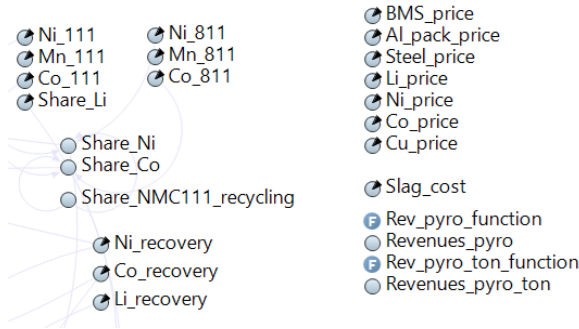 Ni_111
Mn_111
Co_111
Share_Li
Ni_811
Mn_811
Co_811
Share_Ni
Share_Co
Share_NMC111_recycling
Ni_recovery
Co_recovery
Li_recovery
BMS_price
Al_pack_price
Steel_price
Li_price
Ni_price
Co_price
Cu_price
Slag_cost
F Rev_pyro_function
Revenues_pyro
F Rev_pyro_ton_function
Revenues_pyro_ton